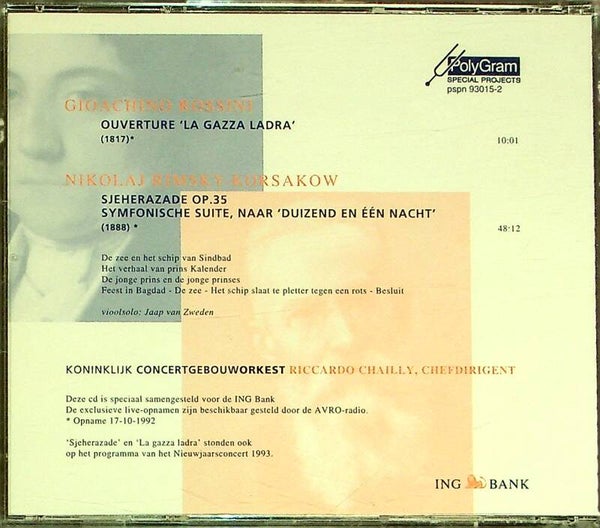 PolyGram
SPECIAL PROJECTS
pspn 93015-2
GIOACHINO ROSSINI
OUVERTURE 'LA GAZZA LADRA'
(1817)* 10:01
NIKOLAJ RIMSKY-KORSAKOW
SJEHERAZADE OP.35
SYMFONISCHE SUITE, NAAR 'DUIZEND EN ÉÉN NACHT'
(1888) * 48:12
De zee en het schip van Sindbad
Het verhaal van prins Kalender
De jonge prins en de jonge prinses
Feest in Bagdad - De zee - Het schip slaat te pletter tegen een rots - Besluit
vioolsolo: Jaap van Zweden
KONINKLIJK CONCERTGEBOUWORKEST RICCARDO CHAILLY, CHEFDIRIGENT
Deze cd is speciaal samengesteld voor de ING Bank
De exclusieve live-opnamen zijn beschikbaar gesteld door de AVRO-radio.
* Opname 17-10-1992
'Sjeherazade' en 'La gazza ladra' stonden ook
op het programma van het Nieuwjaarsconcert 1993.
ING BANK